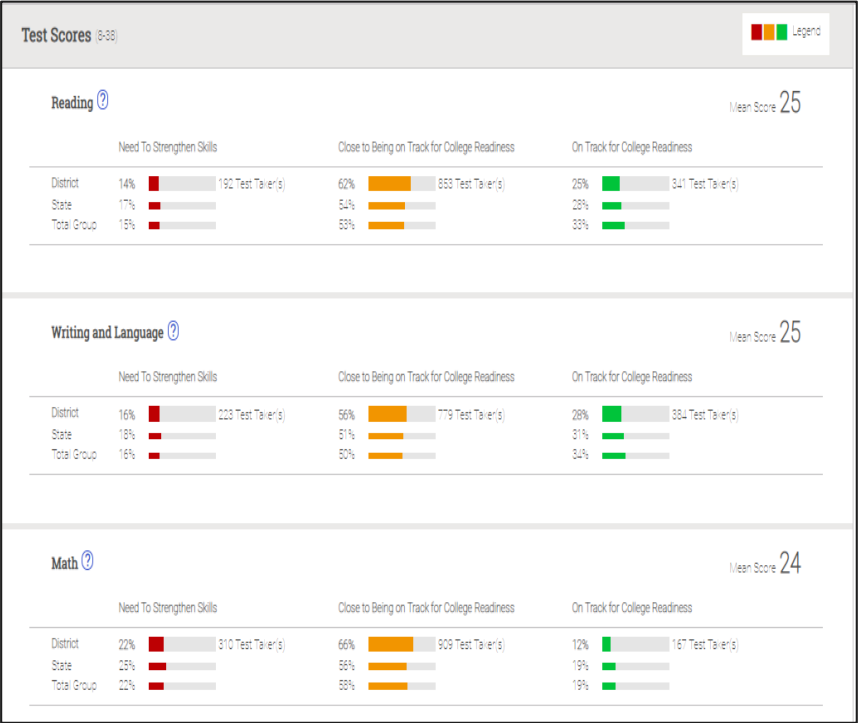 Test Scores (8-38)
Legend
Reading ?
Mean Score 25
Need To Strengthen Skills Close to Being on Track for College Readiness On Track for College Readiness
District 14% 192 Test Taker(s) 62% 853 Test Taker(s) 25% 341 Test Taker(s)
State 17% 54% 28%
Total Group 15% 53% 33%
Writing and Language ?
Mean Score 25
Need To Strengthen Skills Close to Being on Track for College Readiness On Track for College Readiness
District 16% 223 Test Taker(s) 56% 779 Test Taker(s) 28% 384 Test Taker(s)
State 18% 51% 31%
Total Group 16% 50% 34%
Math ?
Mean Score 24
Need To Strengthen Skills Close to Being on Track for College Readiness On Track for College Readiness
District 22% 310 Test Taker(s) 66% 909 Test Taker(s) 12% 167 Test Taker(s)
State 25% 56% 19%
Total Group 22% 58% 19%